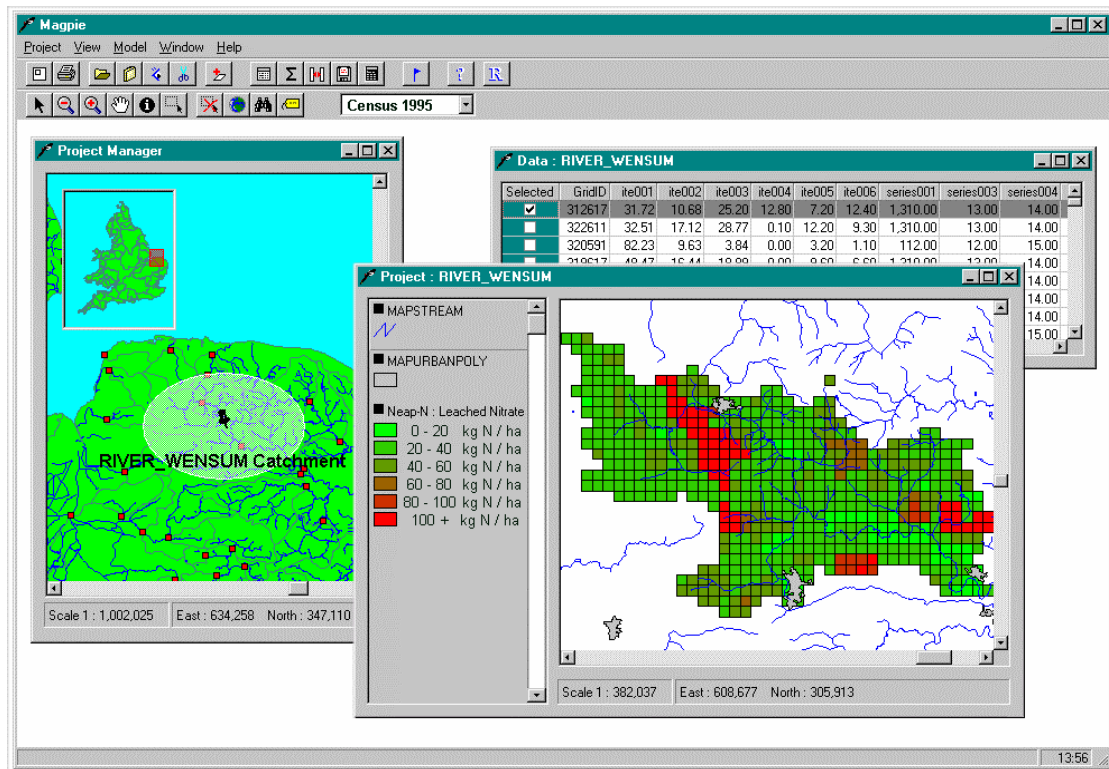 Magpie
Project View Model Window Help
Census 1995
Project Manager
RIVER_WENSUM Catchment
Scale 1 : 1,002,025 East : 634,258 North : 347,110
Data : RIVER_WENSUM
Selected GridID ite001 ite002 ite003 ite004 ite005 ite006 series001 series003 series004
312617 31.72 10.68 25.20 12.80 7.20 12.40 1,310.00 13.00 14.00
322611 32.51 17.12 28.77 0.10 12.20 9.30 1,310.00 13.00 14.00
320591 82.23 9.63 3.84 0.00 3.20 1.10 112.00 12.00 15.00
14.00
14.00
14.00
14.00
15.00
Project : RIVER_WENSUM
MAPSTREAM
MAPURBANPOLY
Neap-N : Leached Nitrate
0 - 20 kg N / ha
20 - 40 kg N / ha
40 - 60 kg N / ha
60 - 80 kg N / ha
80 - 100 kg N / ha
100 + kg N / ha
Scale 1 : 382,037 East : 608,677 North : 305,913
13:56